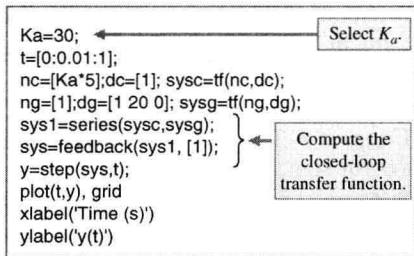 Ka=30;
Select Ka.
t=[0:0.01:1];
nc=[Ka*5];dc=[1]; sysc=tf(nc,dc);
ng=[1];dg=[1 20 0]; sysg=tf(ng,dg);
sys1=series(sysc,sysg);
sys=feedback(sys1, [1]);
Compute the
closed-loop
transfer function.
y=step(sys,t);
plot(t,y), grid
xlabel('Time (s)')
ylabel('y(t)')